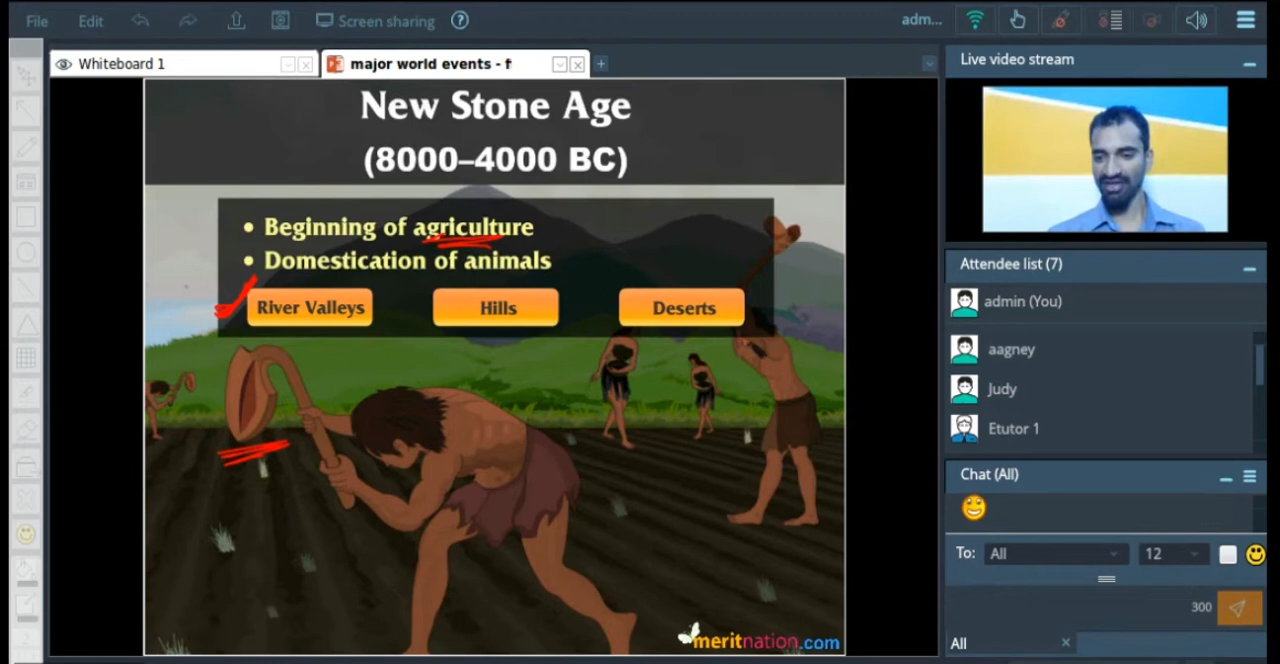 File Edit Screen sharing ? adm...
Whiteboard 1 major world events - f
New Stone Age
(8000–4000 BC)
• Beginning of agriculture
• Domestication of animals
River Valleys Hills Deserts
meritnation.com
Live video stream
Attendee list (7)
admin (You)
aagney
Judy
Etutor 1
Chat (All)
To: All 12
300
All